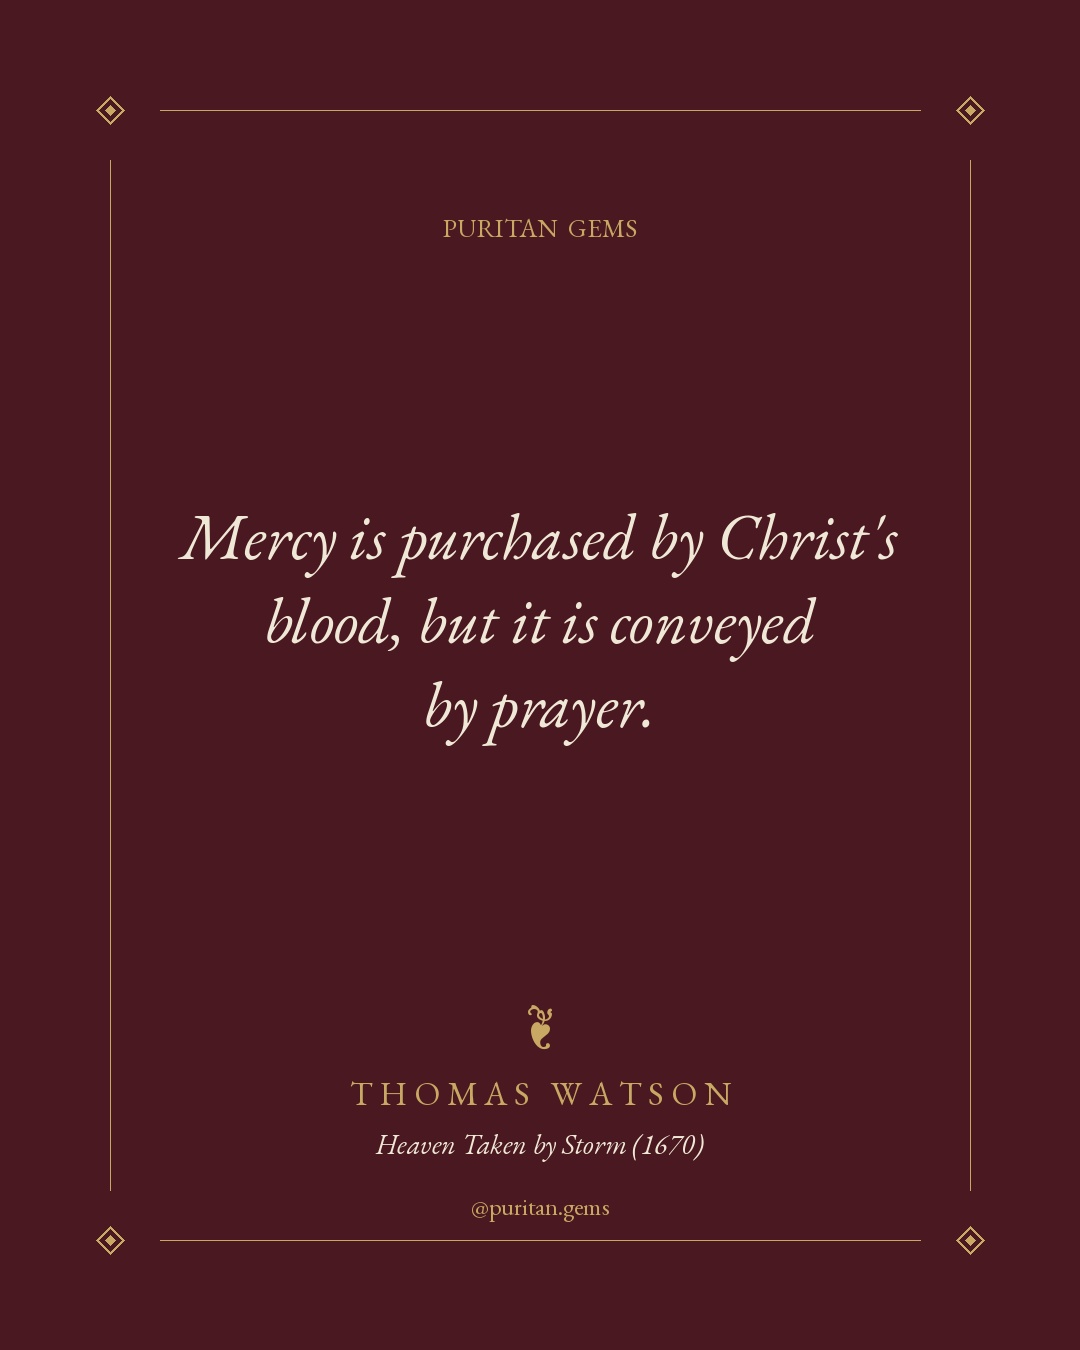 PURITAN GEMS
Mercy is purchased by Christ's
blood, but it is conveyed
by prayer.
THOMAS WATSON
Heaven Taken by Storm (1670)
@puritan.gems